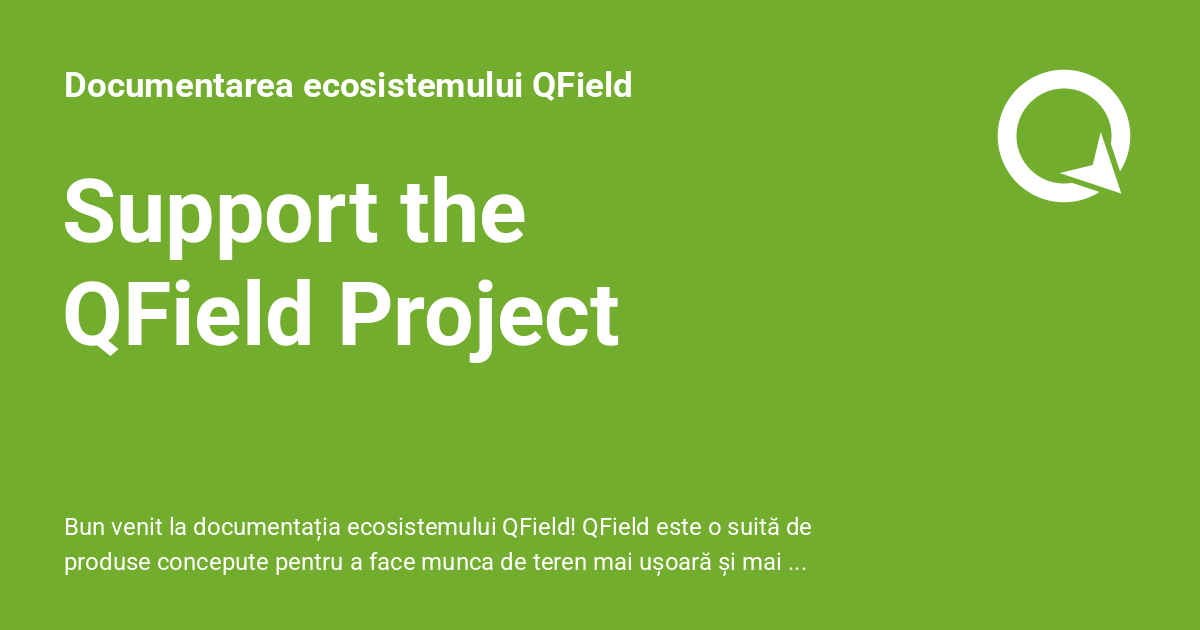 Documentarea ecosistemului QField
Support the
QField Project
Bun venit la documentația ecosistemului QField! QField este o suită de
produse concepute pentru a face munca de teren mai ușoară și mai ...